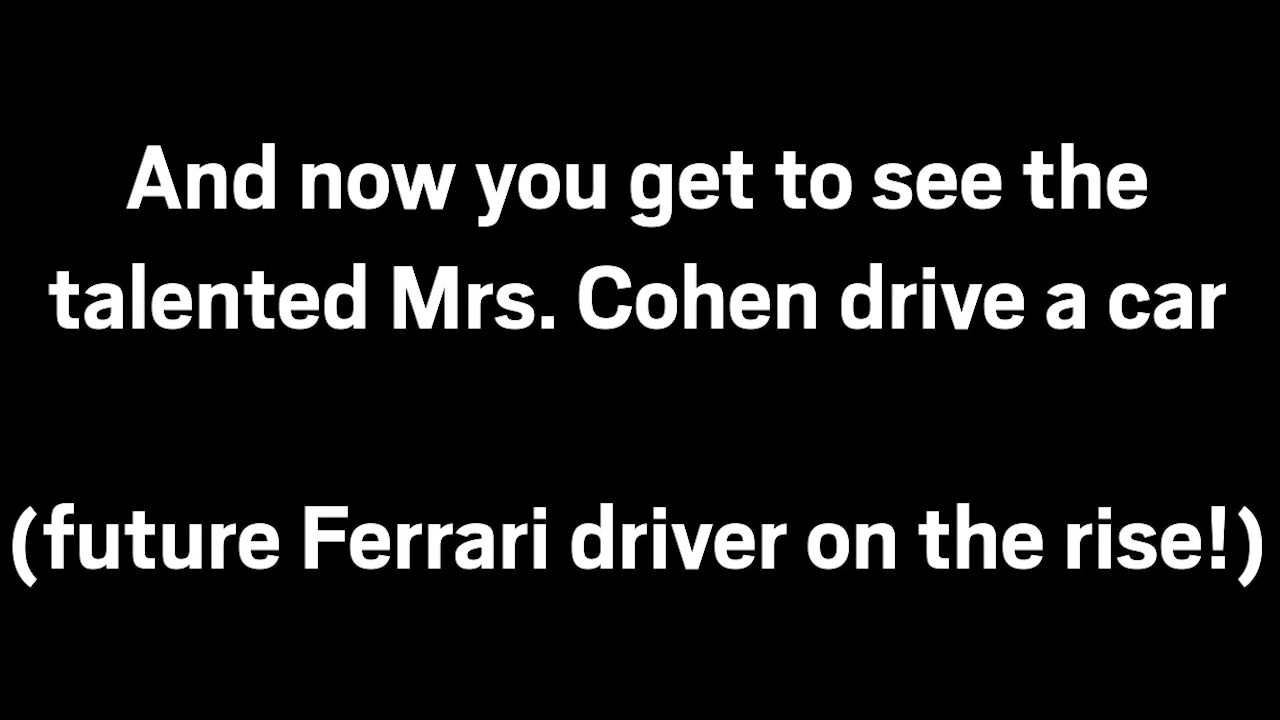 And now you get to see the
talented Mrs. Cohen drive a car
(future Ferrari driver on the rise!)